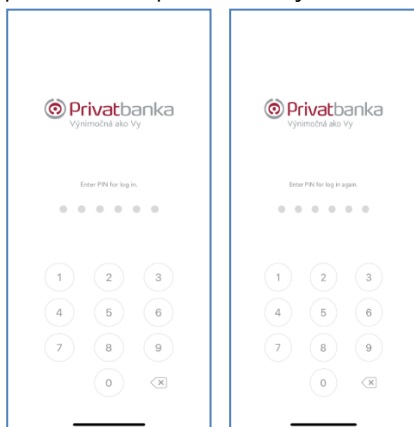 Privatbanka
Výnimočná ako Vy
Enter PIN for log in.
1 2 3
4 5 6
7 8 9
0
Privatbanka
Výnimočná ako Vy
Enter PIN for log in again.
1 2 3
4 5 6
7 8 9
0